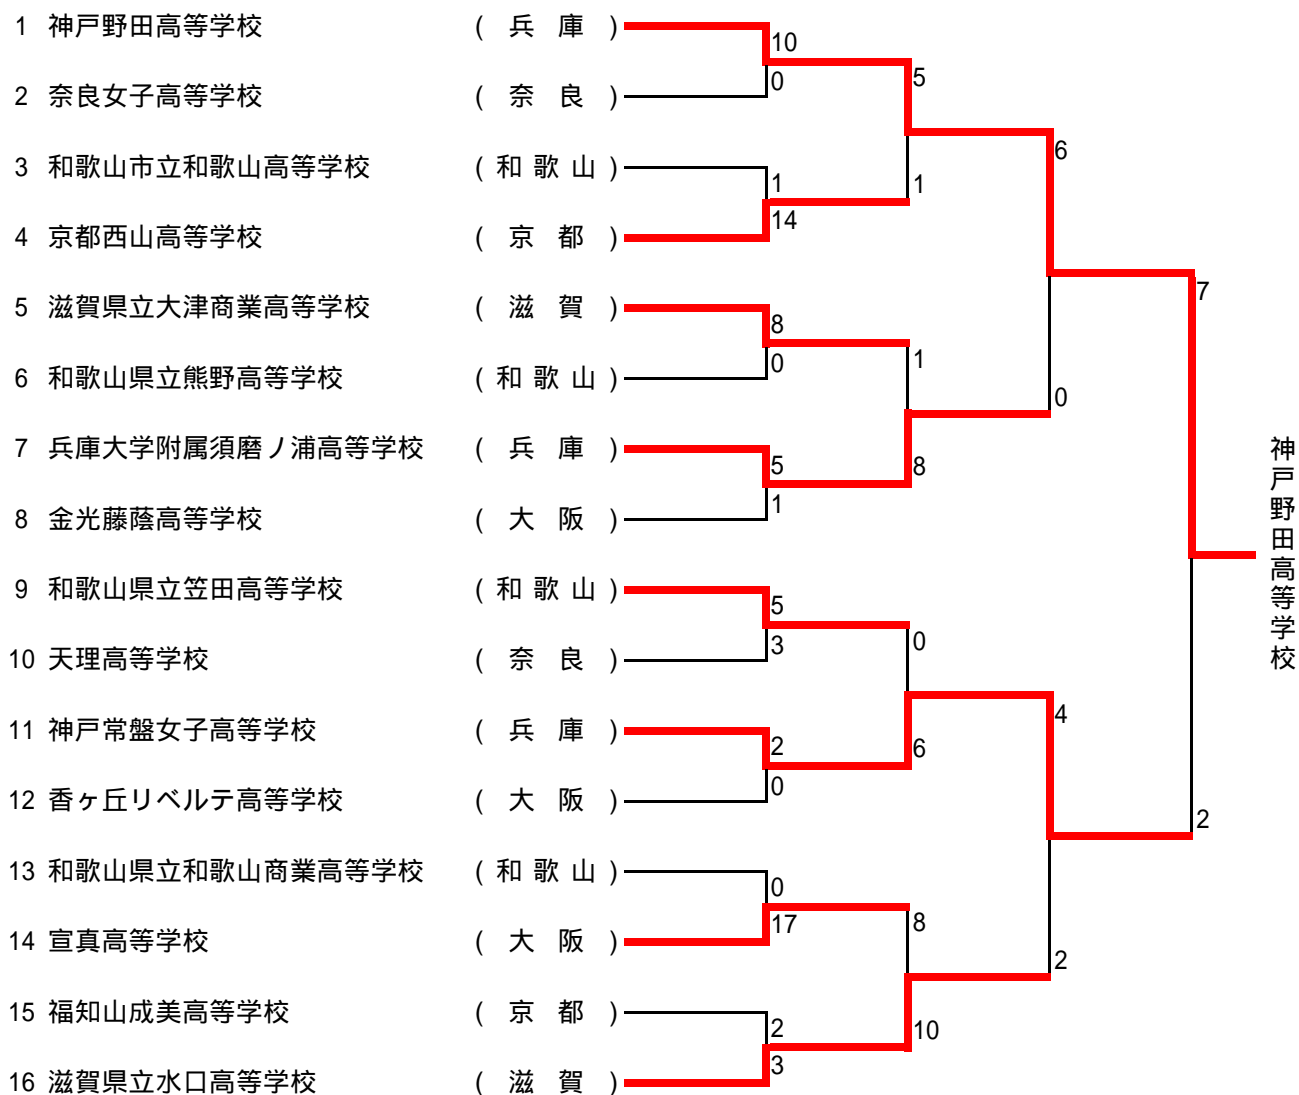 1 神戸野田高等学校 ( 兵 庫 )
10
0
2 奈良女子高等学校 ( 奈 良 )
5
3 和歌山市立和歌山高等学校 ( 和 歌 山 )
1
14
1
4 京都西山高等学校 ( 京 都 )
6
5 滋賀県立大津商業高等学校 ( 滋 賀 )
8
0
6 和歌山県立熊野高等学校 ( 和 歌 山 )
1
7 兵庫大学附属須磨ノ浦高等学校 ( 兵 庫 )
5
1
8
0
8 金光藤蔭高等学校 ( 大 阪 )
7
9 和歌山県立笠田高等学校 ( 和 歌 山 )
5
3
10 天理高等学校 ( 奈 良 )
0
11 神戸常盤女子高等学校 ( 兵 庫 )
2
0
6
4
12 香ヶ丘リベルテ高等学校 ( 大 阪 )
2
13 和歌山県立和歌山商業高等学校 ( 和 歌 山 )
0
17
8
14 宣真高等学校 ( 大 阪 )
2
15 福知山成美高等学校 ( 京 都 )
2
3
10
16 滋賀県立水口高等学校 ( 滋 賀 )
神戸野田高等学校